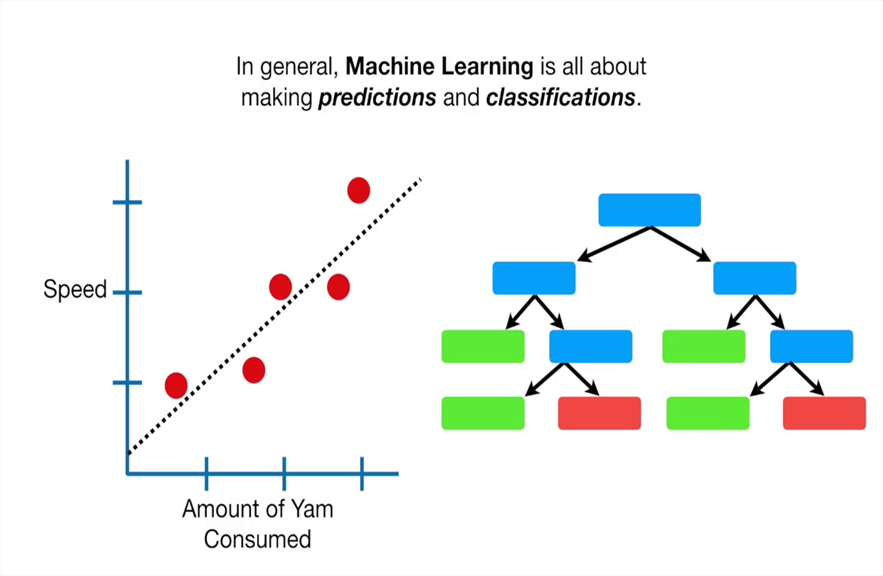 In general, Machine Learning is all about
making predictions and classifications.
Speed
Amount of Yam
Consumed